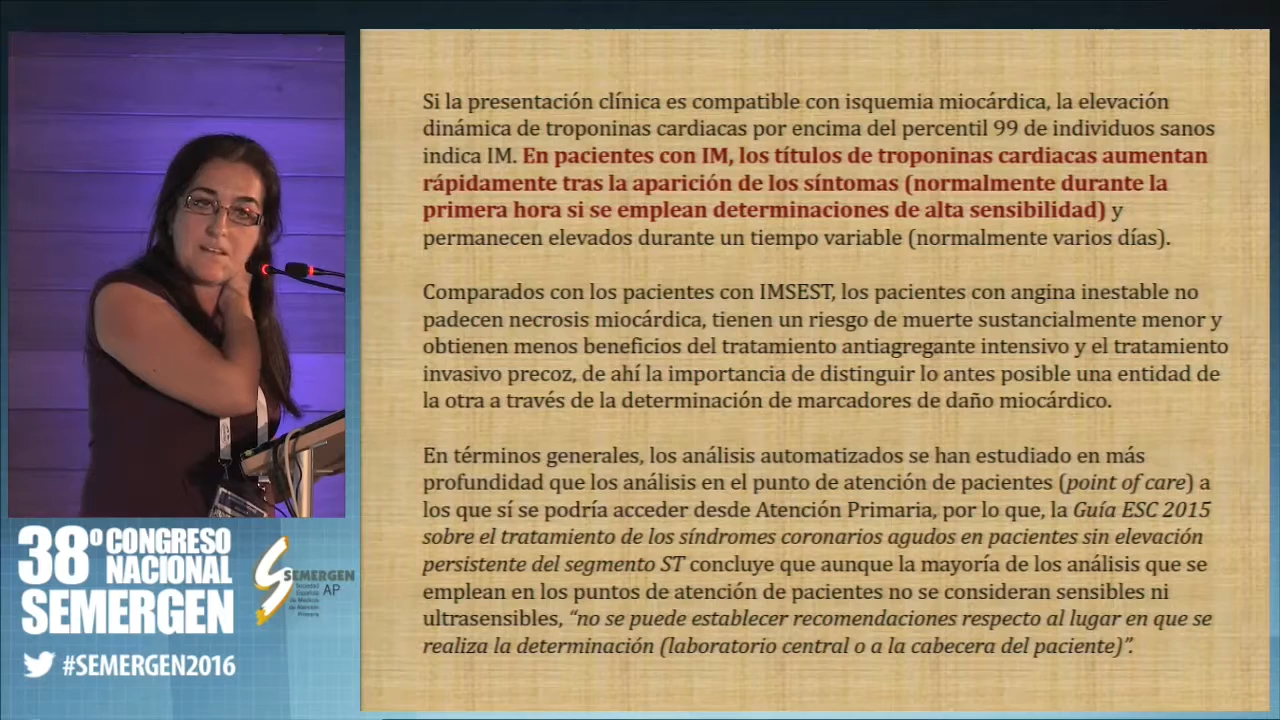 Si la presentación clínica es compatible con isquemia miocárdica, la elevación
dinámica de troponinas cardiacas por encima del percentil 99 de individuos sanos
indica IM. En pacientes con IM, los títulos de troponinas cardiacas aumentan
rápidamente tras la aparición de los síntomas (normalmente durante la
primera hora si se emplean determinaciones de alta sensibilidad) y
permanecen elevados durante un tiempo variable (normalmente varios días).
Comparados con los pacientes con IMSEST, los pacientes con angina inestable no
padecen necrosis miocárdica, tienen un riesgo de muerte sustancialmente menor y
obtienen menos beneficios del tratamiento antiagregante intensivo y el tratamiento
invasivo precoz, de ahí la importancia de distinguir lo antes posible una entidad de
la otra a través de la determinación de marcadores de daño miocárdico.
En términos generales, los análisis automatizados se han estudiado en más
profundidad que los análisis en el punto de atención de pacientes (point of care) a
los que sí se podría acceder desde Atención Primaria, por lo que, la Guía ESC 2015
sobre el tratamiento de los síndromes coronarios agudos en pacientes sin elevación
persistente del segmento ST concluye que aunque la mayoría de los análisis que se
emplean en los puntos de atención de pacientes no se consideran sensibles ni
ultrasensibles, “no se puede establecer recomendaciones respecto al lugar en que se
realiza la determinación (laboratorio central o a la cabecera del paciente)”.
38º CONGRESO
NACIONAL
SEMERGEN
SEMERGEN
AP
Sociedad
Española
de Médicos
de Atención
Primaria
#SEMERGEN2016